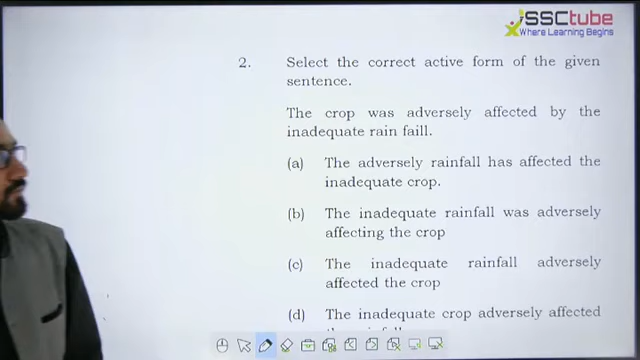 SSCtube
Where Learning Begins
2. Select the correct active form of the given
sentence.
The crop was adversely affected by the
inadequate rain faill.
(a) The adversely rainfall has affected the
inadequate crop.
(b) The inadequate rainfall was adversely
affecting the crop
(c) The inadequate rainfall adversely
affected the crop
(d) The inadequate crop adversely affected
the rainfall